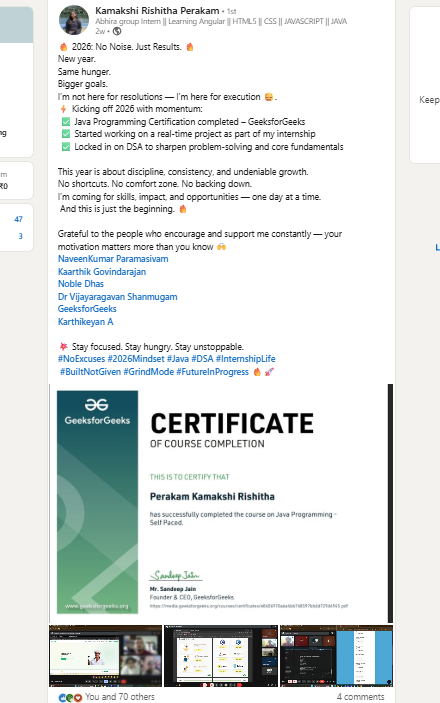 Kamakshi Rishitha Perakam • 1st
Abhira group Intern || Learning Angular || HTML5 || CSS || JAVASCRIPT || JAVA
2w •
🔥 2026: No Noise. Just Results. 🔥
New year.
Same hunger.
Bigger goals.
I'm not here for resolutions — I'm here for execution 💪.
⚡ Kicking off 2026 with momentum:
✅ Java Programming Certification completed – GeeksforGeeks
✅ Started working on a real-time project as part of my internship
✅ Locked in on DSA to sharpen problem-solving and core fundamentals
This year is about discipline, consistency, and undeniable growth.
No shortcuts. No comfort zone. No backing down.
I'm coming for skills, impact, and opportunities — one day at a time.
And this is just the beginning. 🔥
Grateful to the people who encourage and support me constantly — your
motivation matters more than you know 🙌
NaveenKumar Paramasivam
Kaarthik Govindarajan
Noble Dhas
Dr Vijayaragavan Shanmugam
GeeksforGeeks
Karthikeyan A
💥 Stay focused. Stay hungry. Stay unstoppable.
#NoExcuses #2026Mindset #Java #DSA #InternshipLife
#BuiltNotGiven #GrindMode #FutureInProgress 🔥 🚀
GeeksforGeeks
CERTIFICATE
OF COURSE COMPLETION
THIS IS TO CERTIFY THAT
Perakam Kamakshi Rishitha
has successfully completed the course on Java Programming -
Self Paced.
Sandeep Jain
Mr. Sandeep Jain
Founder & CEO, GeeksforGeeks
www.geeksforgeeks.org
You and 70 others
4 comments
Keep
₹0
47
3